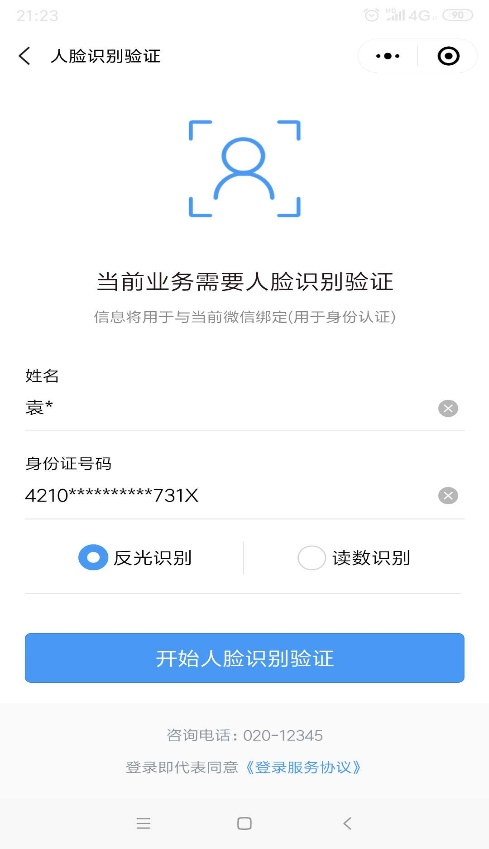 21:23
4G
90
人脸识别验证
当前业务需要人脸识别验证
信息将用于与当前微信绑定(用于身份认证)
姓名
袁*
身份证号码
4210**********731X
反光识别 读数识别
开始人脸识别验证
咨询电话：020-12345
登录即代表同意《登录服务协议》